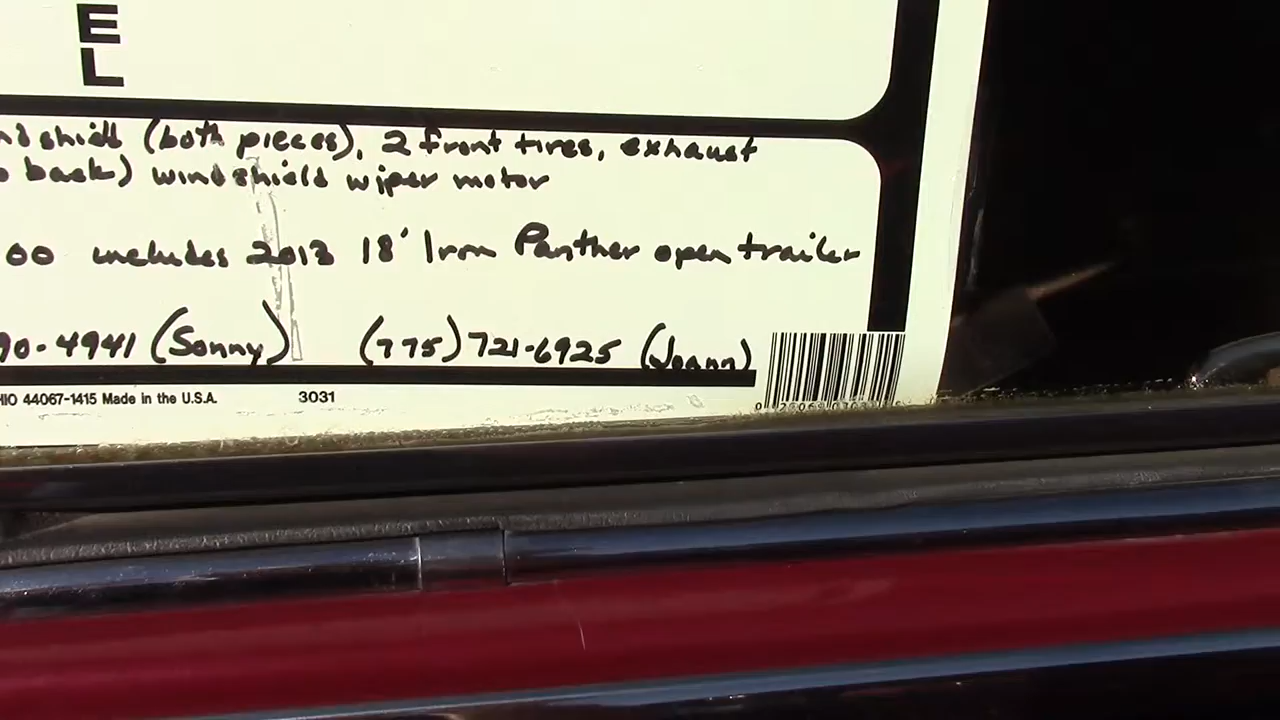 E
L
ndshield (both pieces), 2 front tires, exhaust
o back) windshield wiper motor
00 includes 2013 18' Iron Panther open trailer
90-4941 (Sonny) (775) 721-6925 (Joann)
HIO 44067-1415 Made in the U.S.A. 3031